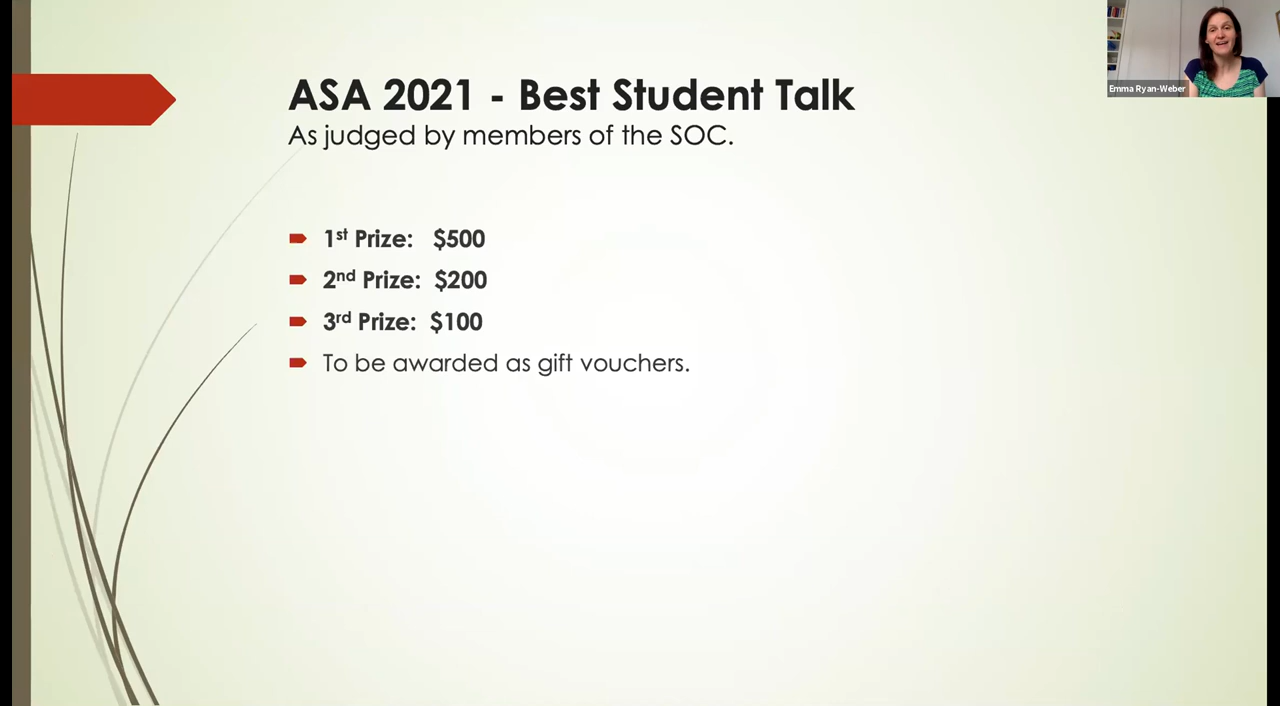 ASA 2021 - Best Student Talk
As judged by members of the SOC.
1st Prize: $500
2nd Prize: $200
3rd Prize: $100
To be awarded as gift vouchers.
Emma Ryan-Weber